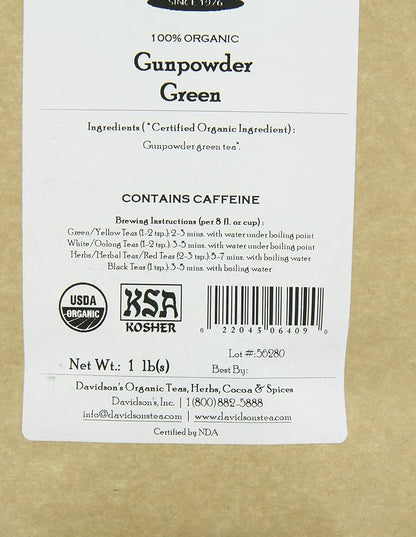 SINCE 1976
100% ORGANIC
Gunpowder
Green
Ingredients (*Certified Organic Ingredient):
Gunpowder green tea*.
CONTAINS CAFFEINE
Brewing Instructions (per 8 fl. oz cup):
Green/Yellow Teas (1-2 tsp.): 2-3 mins. with water under boiling point
White/Oolong Teas (1-2 tsp.): 3-5 mins. with water under boiling point
Herbs/Herbal Teas/Red Teas (2-3 tsp.): 5-7 mins. with boiling water
Black Teas (1 tsp.): 3-5 mins. with boiling water
USDA
ORGANIC
KSA
KOSHER
0 22045 06409 0
Lot #: 56280
Net Wt.: 1 lb(s)
Best By:
Davidson's Organic Teas, Herbs, Cocoa & Spices
Davidson's, Inc. | 1 (800) 882-5888
info@davidsonstea.com | www.davidsonstea.com
Certified by NDA